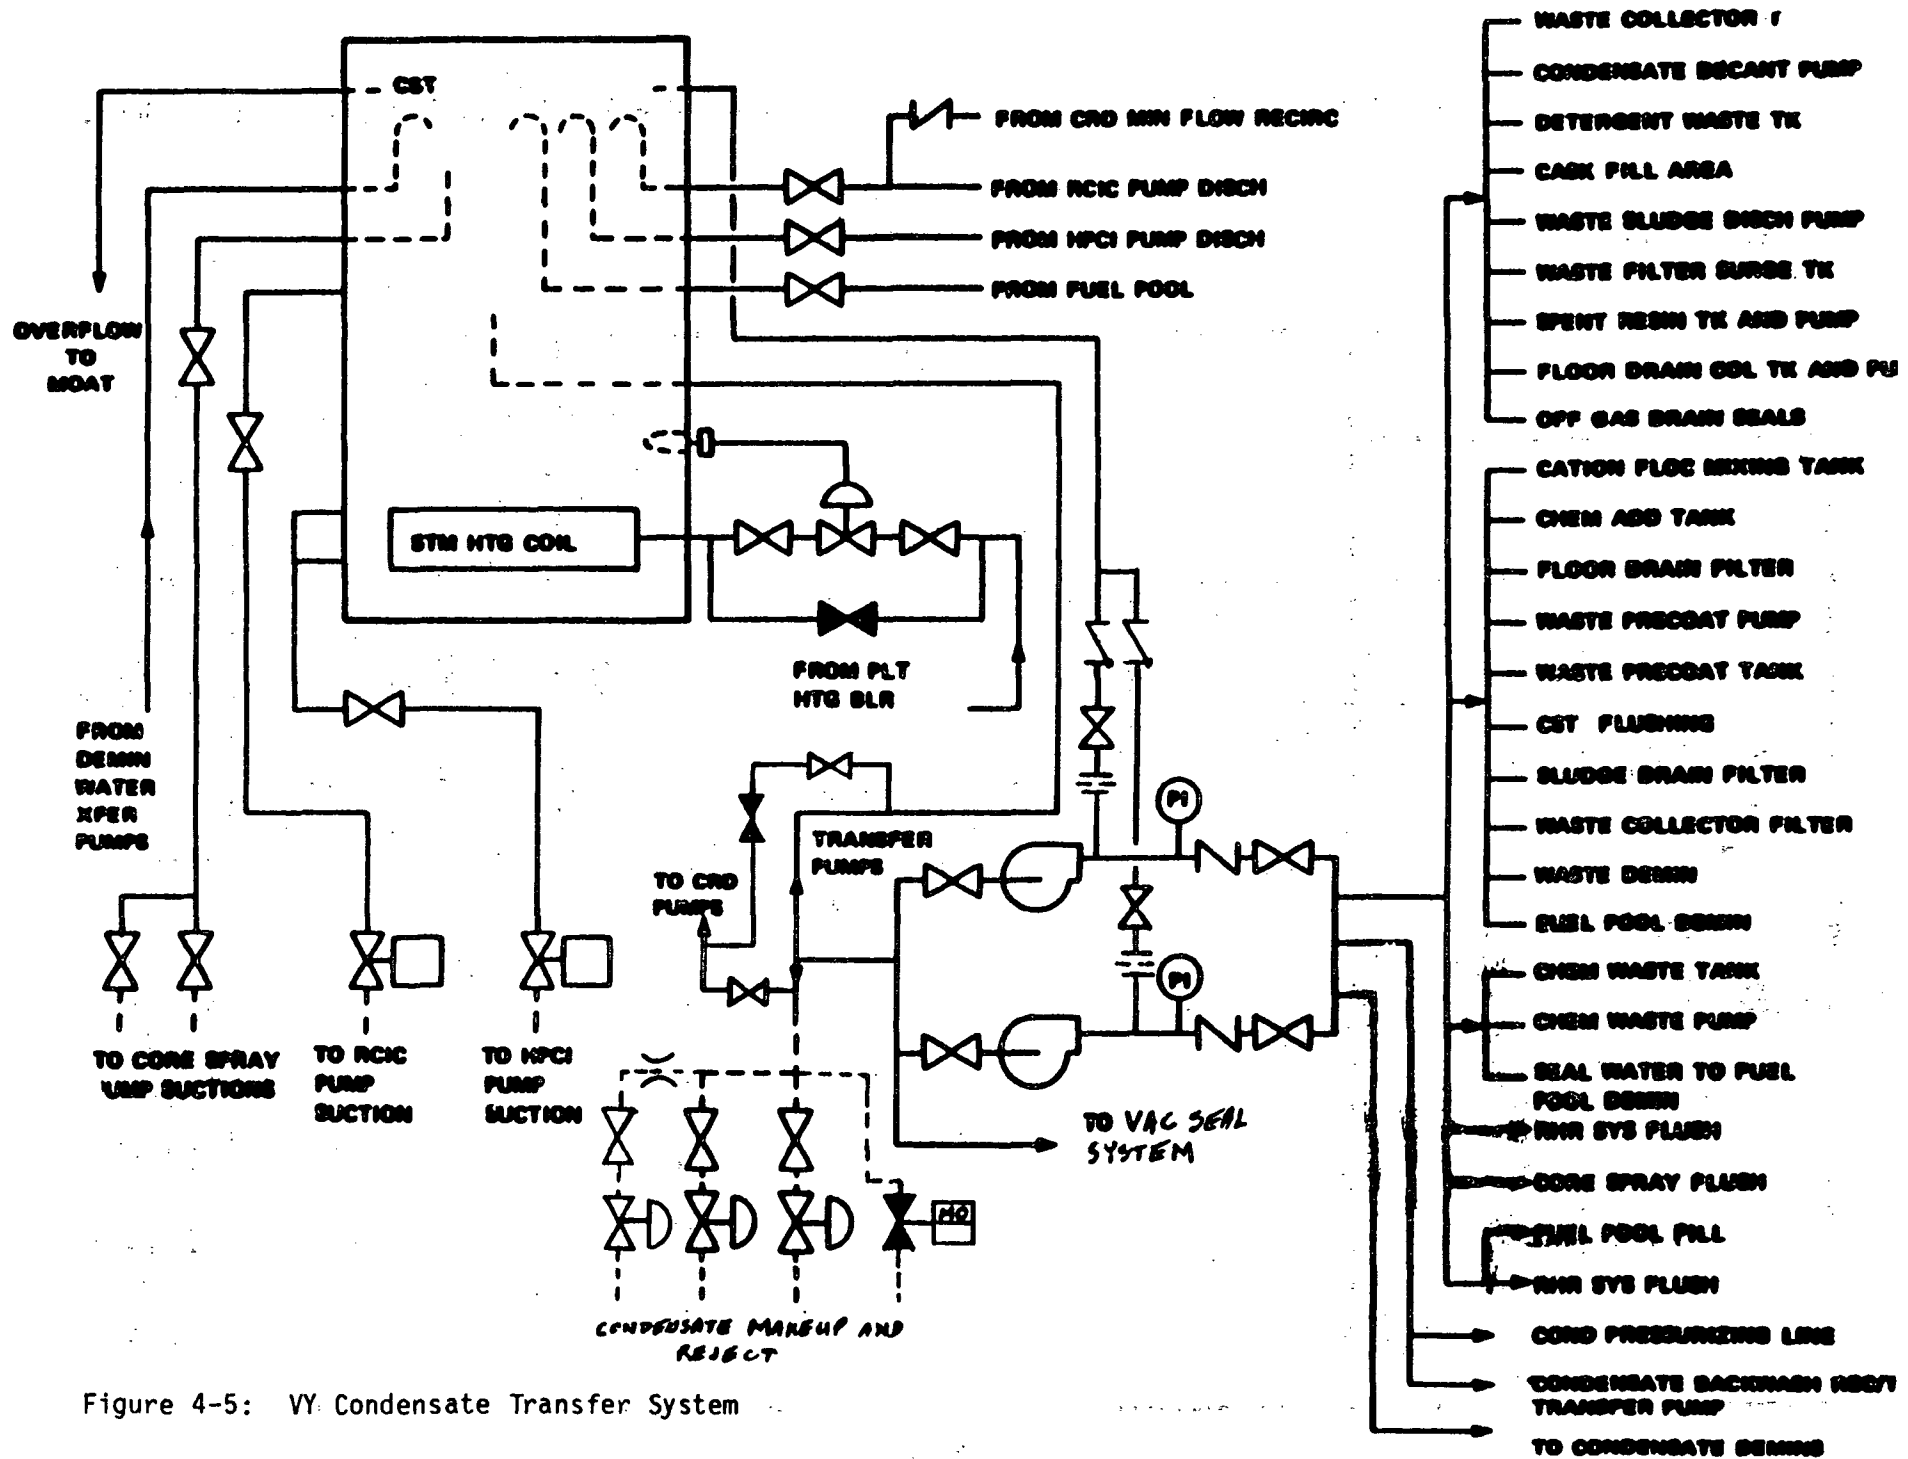 CST
OVERFLOW
TO
MOAT
FROM CRD MIN FLOW RECIRC
FROM RCIC PUMP DISCH
FROM HPCI PUMP DISCH
FROM FUEL POOL
STM HTG COIL
FROM PLT
HTG BLR
FROM
DEMIN
WATER
XFER
PUMPS
TRANSFER
PUMPS
TO CRD
PUMPS
PI
PI
TO CORE SPRAY
UMP SUCTIONS
TO RCIC
PUMP
SUCTION
TO HPCI
PUMP
SUCTION
TO VAC SEAL
SYSTEM
MO
CONDENSATE MAKEUP AND
REJECT
WASTE COLLECTOR
CONDENSATE DECANT PUMP
DETERGENT WASTE TK
CASK FILL AREA
WASTE SLUDGE DISCH PUMP
WASTE FILTER SURGE TK
SPENT RESIN TK AND PUMP
FLOOR DRAIN COL TK AND PU
OFF GAS DRAIN SEALS
CATION FLOC MIXING TANK
CHEM ADD TANK
FLOOR DRAIN FILTER
WASTE PRECOAT PUMP
WASTE PRECOAT TANK
CST FLUSHING
SLUDGE DRAIN FILTER
WASTE COLLECTOR FILTER
WASTE DEMIN
FUEL POOL DEMIN
CHEM WASTE TANK
CHEM WASTE PUMP
SEAL WATER TO FUEL
POOL DEMIN
RHR SYS FLUSH
CORE SPRAY FLUSH
FUEL POOL FILL
RHR SYS FLUSH
COND PRESSURIZING LINE
CONDENSATE BACKWASH
TRANSFER PUMP
TO CONDENSATE DEMINS
Figure 4-5: VY Condensate Transfer System